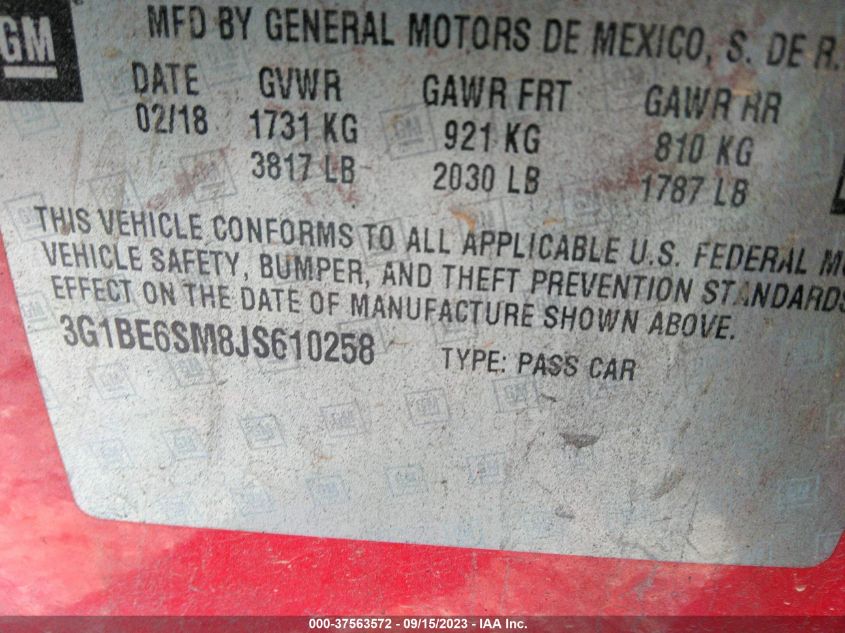 GM
MFD BY GENERAL MOTORS DE MEXICO, S. DE R.
DATE GVWR GAWR FRT GAWR RR
02/18 1731 KG 921 KG 810 KG
3817 LB 2030 LB 1787 LB
THIS VEHICLE CONFORMS TO ALL APPLICABLE U.S. FEDERAL
VEHICLE SAFETY, BUMPER, AND THEFT PREVENTION STANDARDS
EFFECT ON THE DATE OF MANUFACTURE SHOWN ABOVE.
3G1BE6SM8JS610258 TYPE: PASS CAR
000-37563572 - 09/15/2023 - IAA Inc.